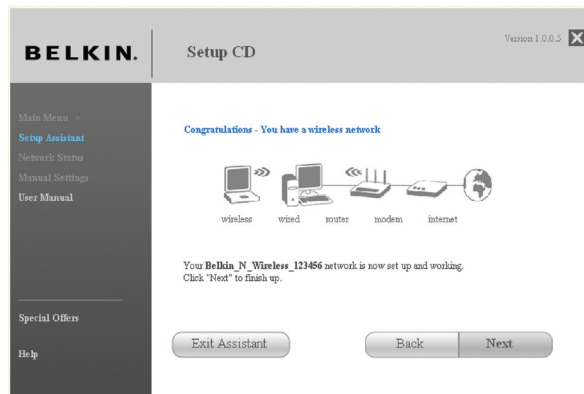 BELKIN.
Setup CD
Version 1.0.0.5
Main Menu >
Setup Assistant
Network Status
Manual Settings
User Manual
Special Offers
Help
Congratulations - You have a wireless network
wireless wired router modem internet
Your Belkin_N_Wireless_123456 network is now set up and working.
Click "Next" to finish up.
Exit Assistant
Back
Next